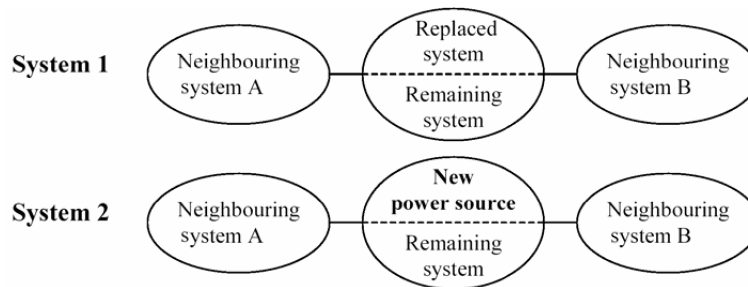 System 1
Neighbouring
system A
Replaced
system
Remaining
system
Neighbouring
system B
System 2
Neighbouring
system A
New
power source
Remaining
system
Neighbouring
system B